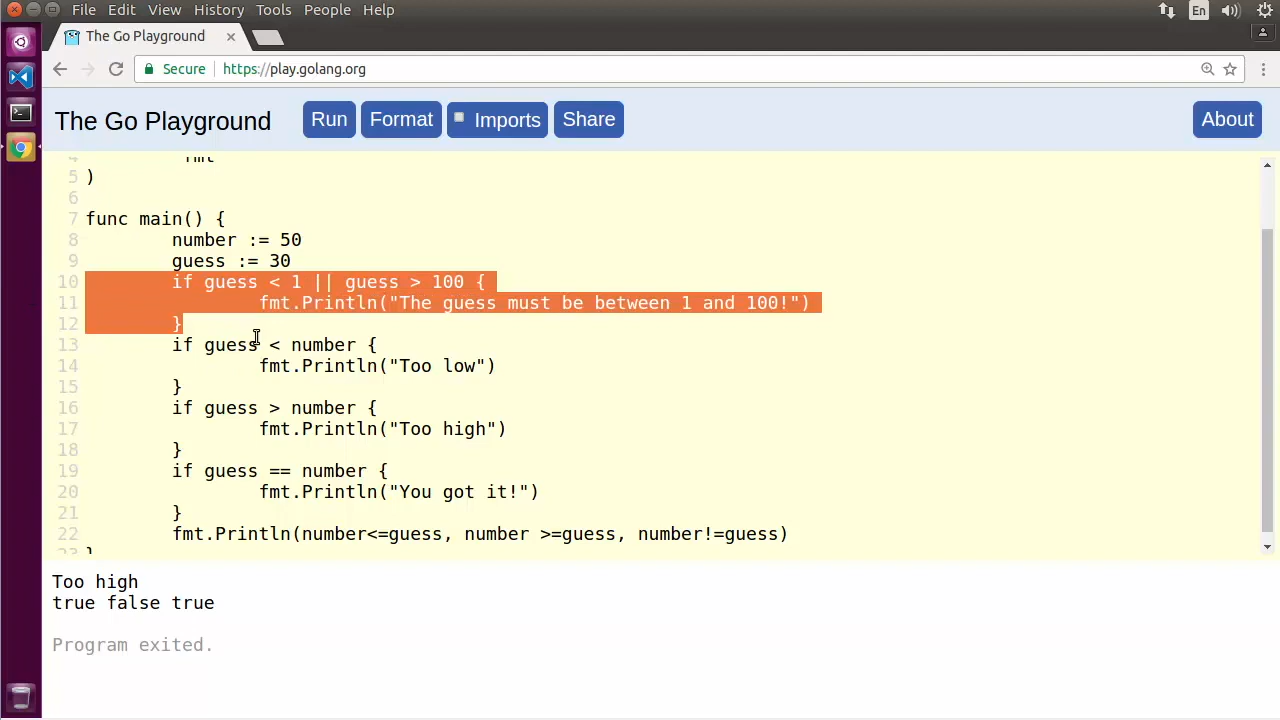 File Edit View History Tools People Help
En
The Go Playground
Secure https://play.golang.org
The Go Playground Run Format Imports Share About
4 "fmt"
5 )
6
7 func main() {
8 number := 50
9 guess := 30
10 if guess < 1 || guess > 100 {
11 fmt.Println("The guess must be between 1 and 100!")
12 }
13 if guess < number {
14 fmt.Println("Too low")
15 }
16 if guess > number {
17 fmt.Println("Too high")
18 }
19 if guess == number {
20 fmt.Println("You got it!")
21 }
22 fmt.Println(number<=guess, number >=guess, number!=guess)
23 }
Too high
true false true
Program exited.